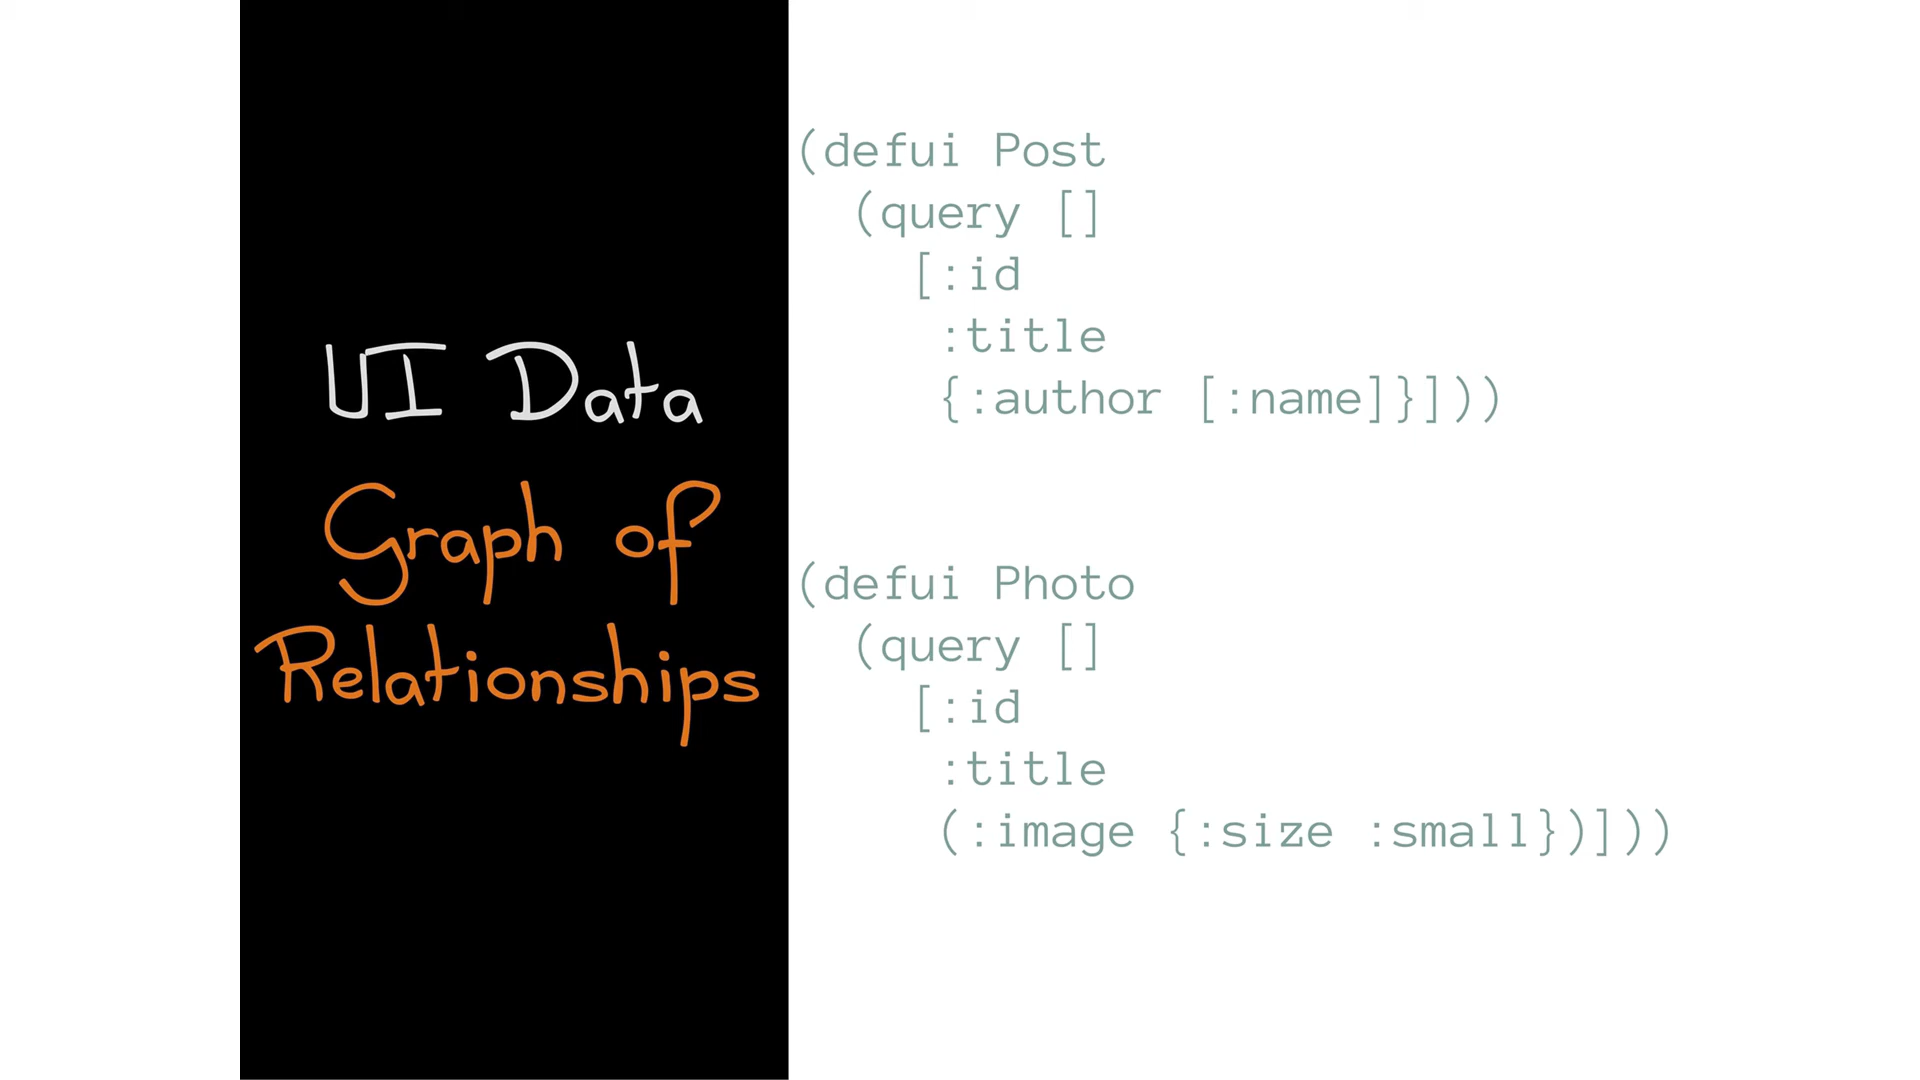 UI Data
Graph of
Relationships
(defui Post
  (query []
    [:id
     :title
     {:author [:name]}]))
(defui Photo
  (query []
    [:id
     :title
     (:image {:size :small})]))